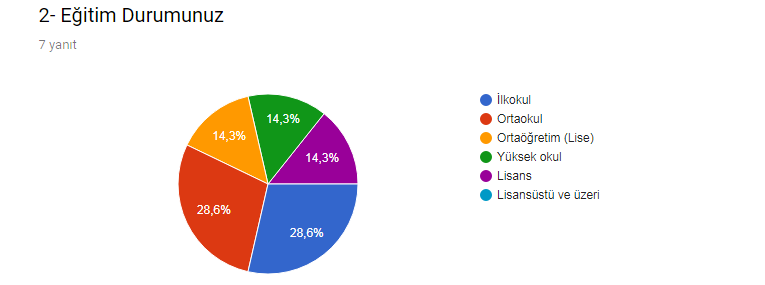 2- Eğitim Durumunuz
7 yanıt
14,3%
14,3%
14,3%
28,6%
28,6%
İlkokul
Ortaokul
Ortaöğretim (Lise)
Yüksek okul
Lisans
Lisansüstü ve üzeri